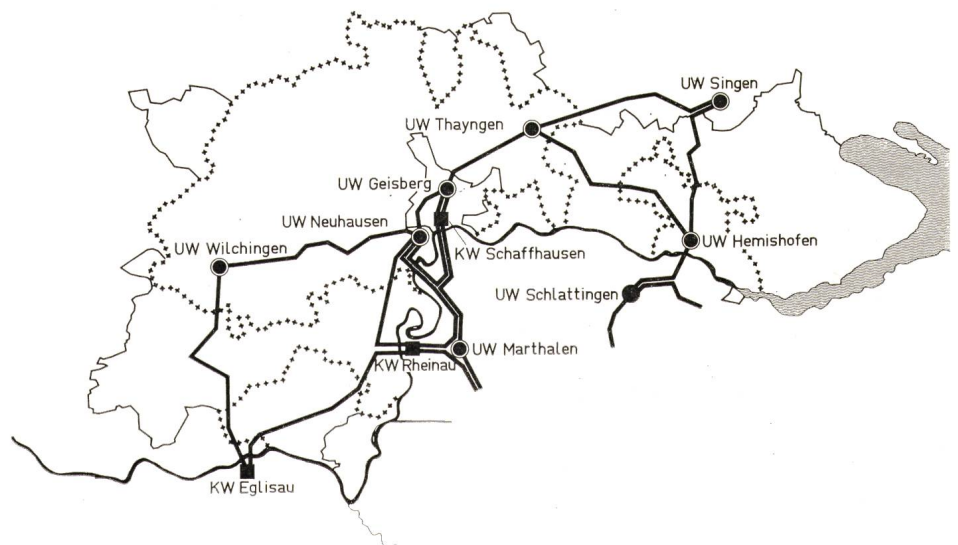 UW Singen
UW Thayngen
UW Geisberg
UW Neuhausen
UW Wilchingen
KW Schaffhausen
UW Hemishofen
UW Schlattingen
UW Marthalen
KW Rheinau
KW Eglisau